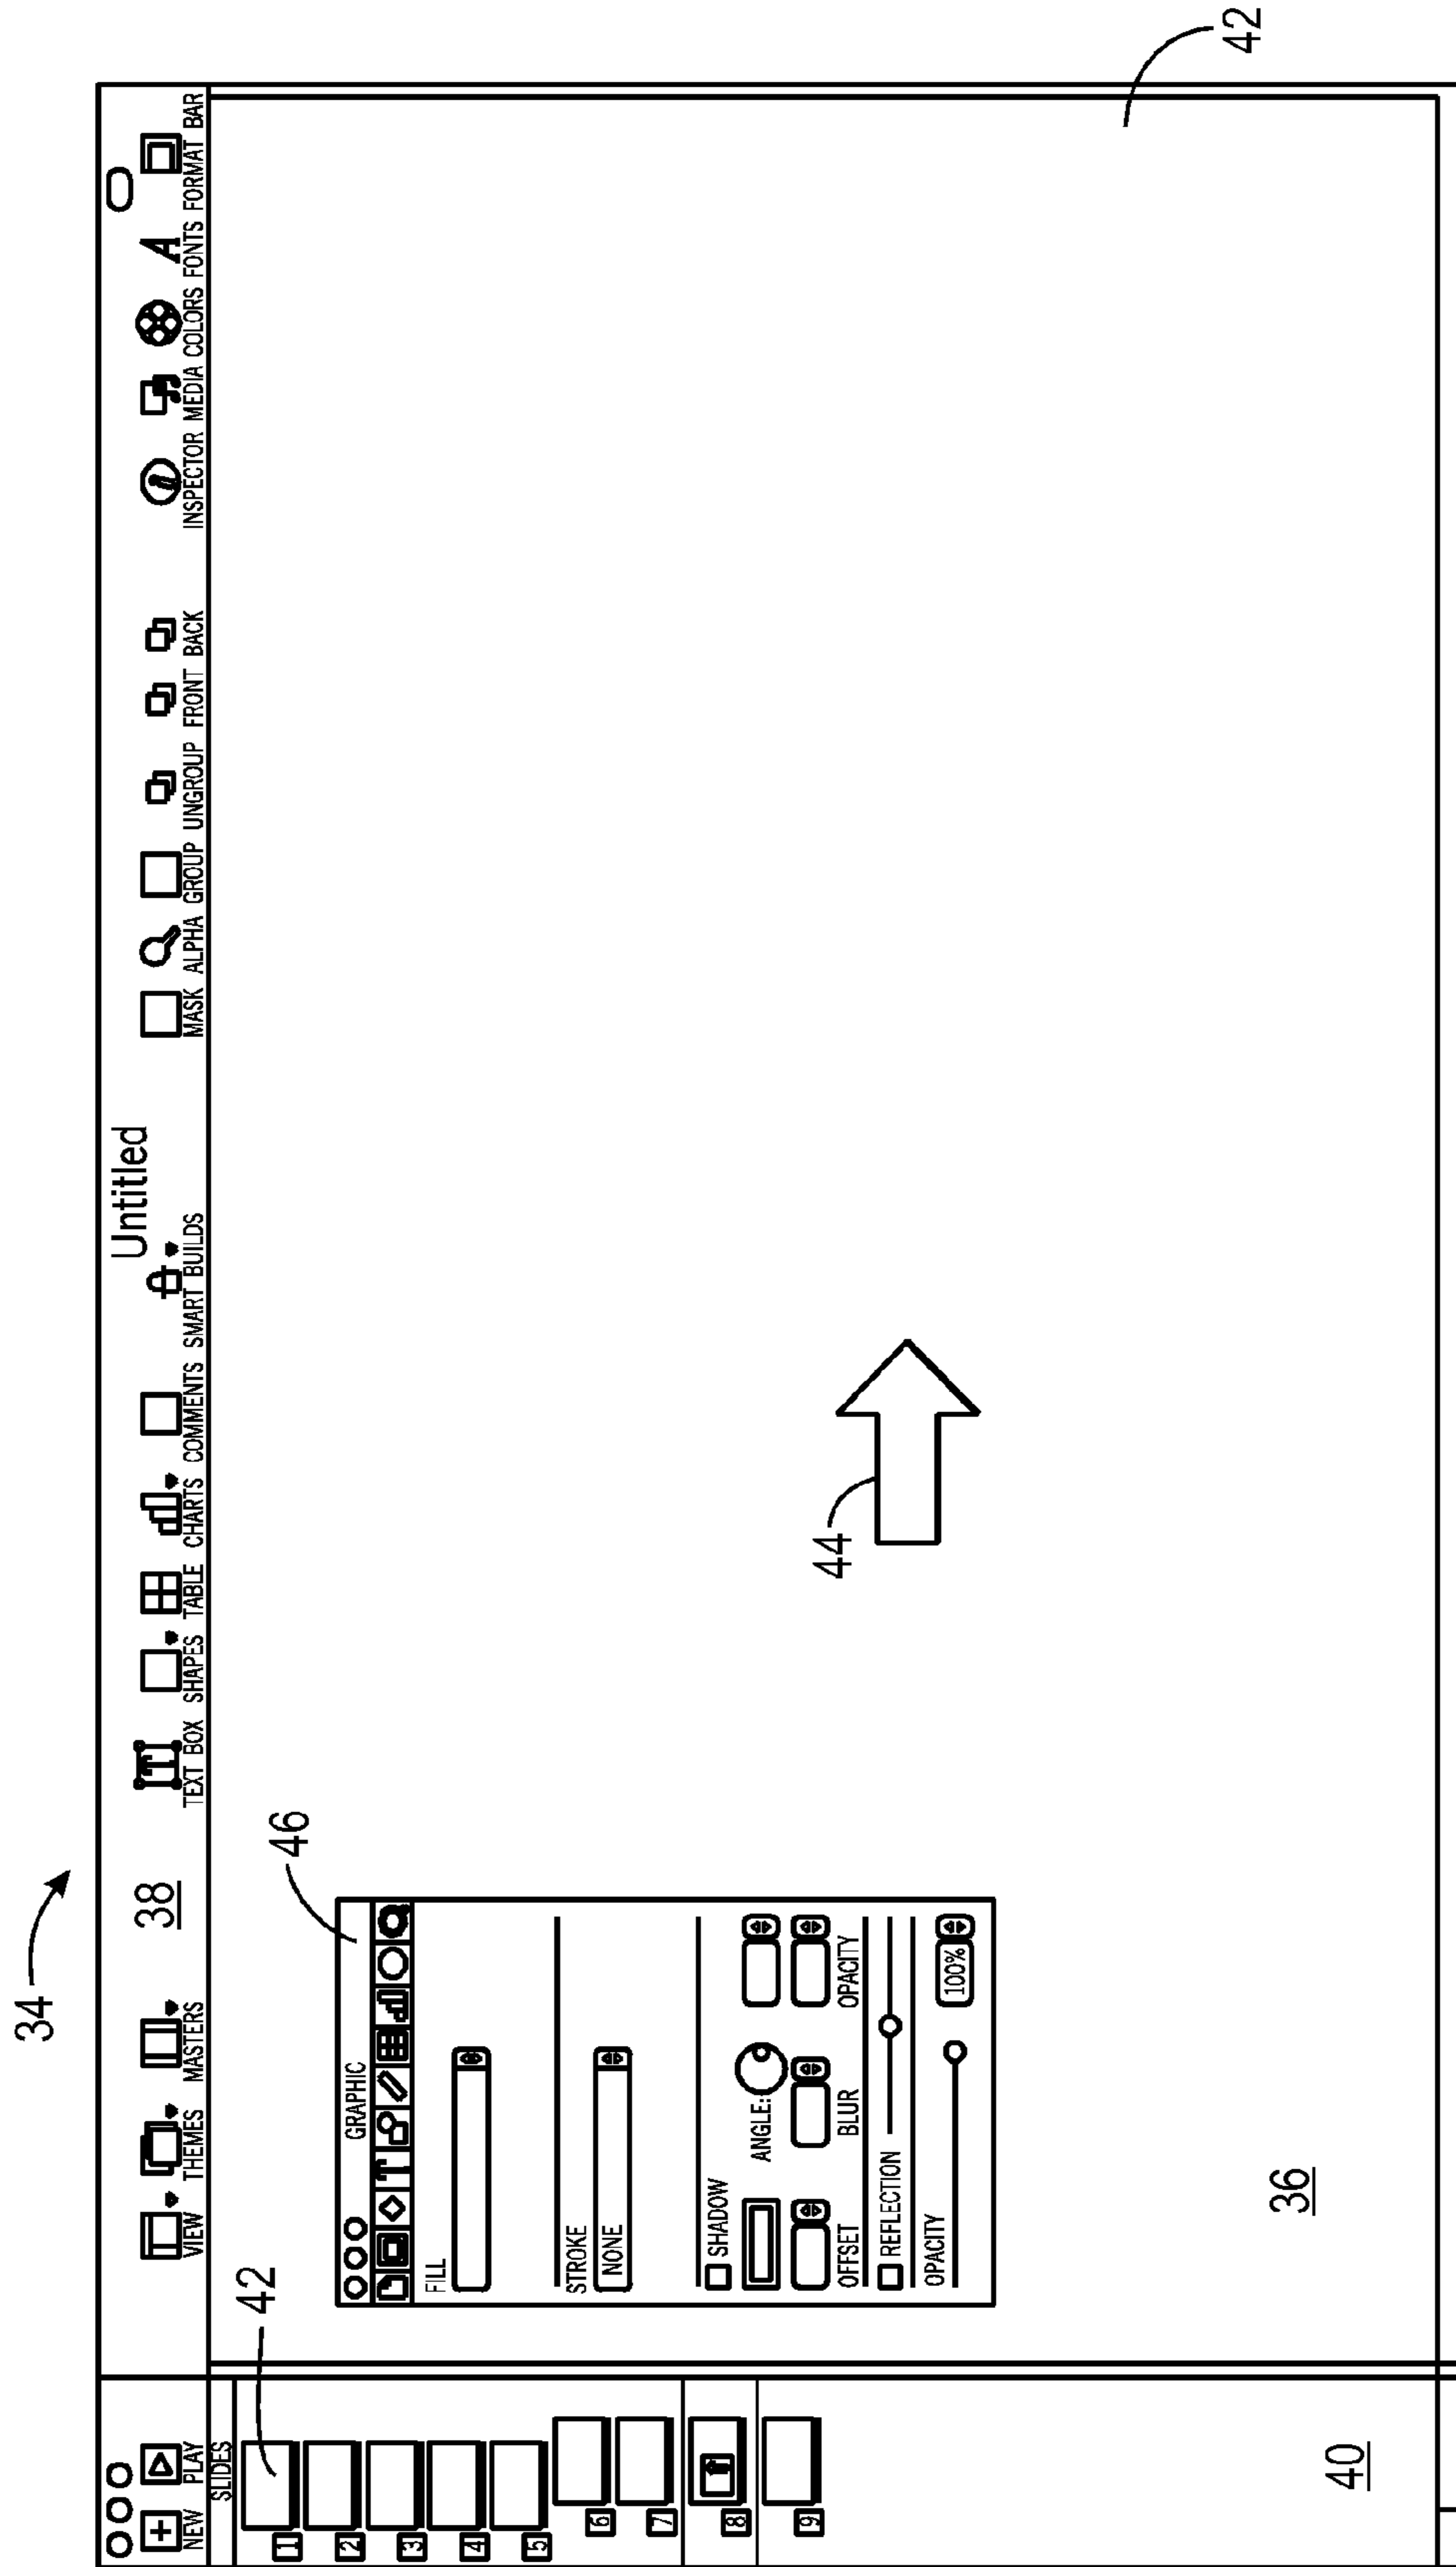 34
Untitled
NEW PLAY VIEW THEMES MASTERS 38 TEXT BOX SHAPES TABLE CHARTS COMMENTS SMART BUILDS MASK ALPHA GROUP UNGROUP FRONT BACK INSPECTOR MEDIA COLORS FONTS FORMAT BAR
SLIDES
42
1
2
3
4
5
6
7
8
9
40
46
GRAPHIC
T
FILL
STROKE
NONE
SHADOW
ANGLE:
OFFSET BLUR OPACITY
REFLECTION
OPACITY 100%
44
36
42